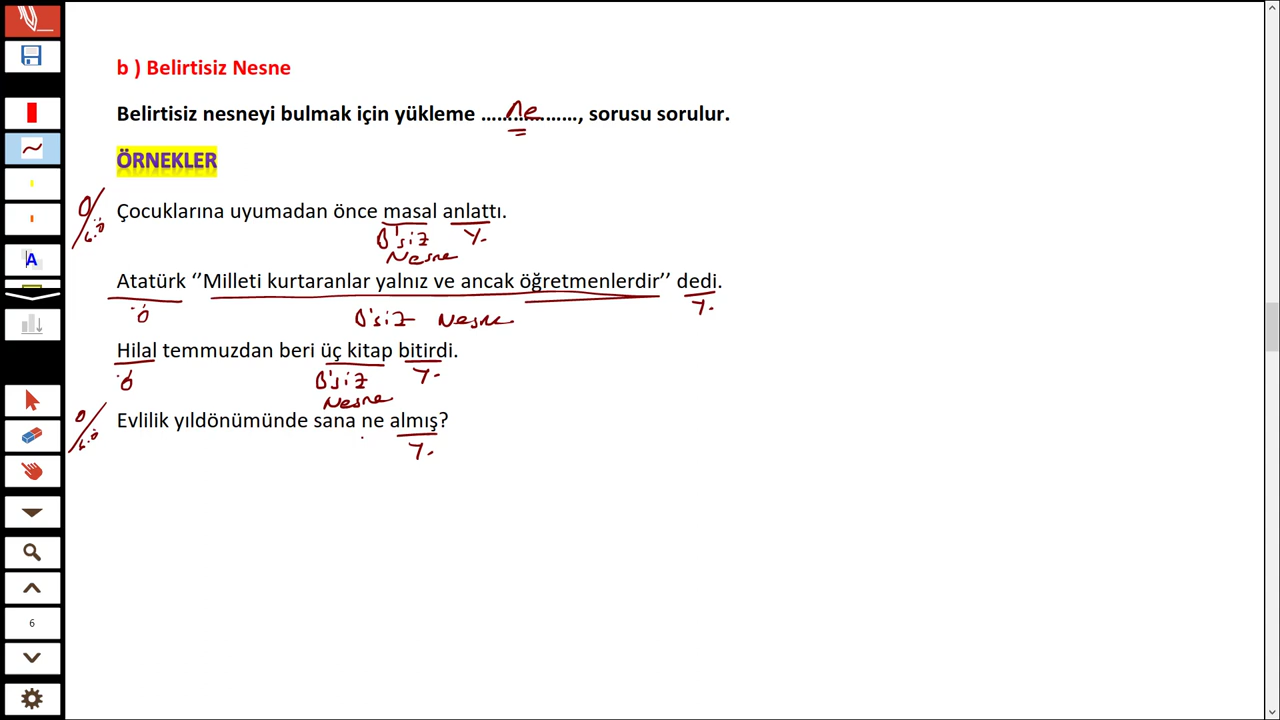 b ) Belirtisiz Nesne
Belirtisiz nesneyi bulmak için yükleme ......ne......, sorusu sorulur.
ÖRNEKLER
Çocuklarına uyumadan önce masal anlattı.
O/G.Ö
B'siz Y.
Nesne
Atatürk ‘’Milleti kurtaranlar yalnız ve ancak öğretmenlerdir’’ dedi.
Ö B'siz Nesne Y.
Hilal temmuzdan beri üç kitap bitirdi.
Ö B'siz Y.
Nesne
Evlilik yıldönümünde sana ne almış?
O/G.Ö
Y.
A
6